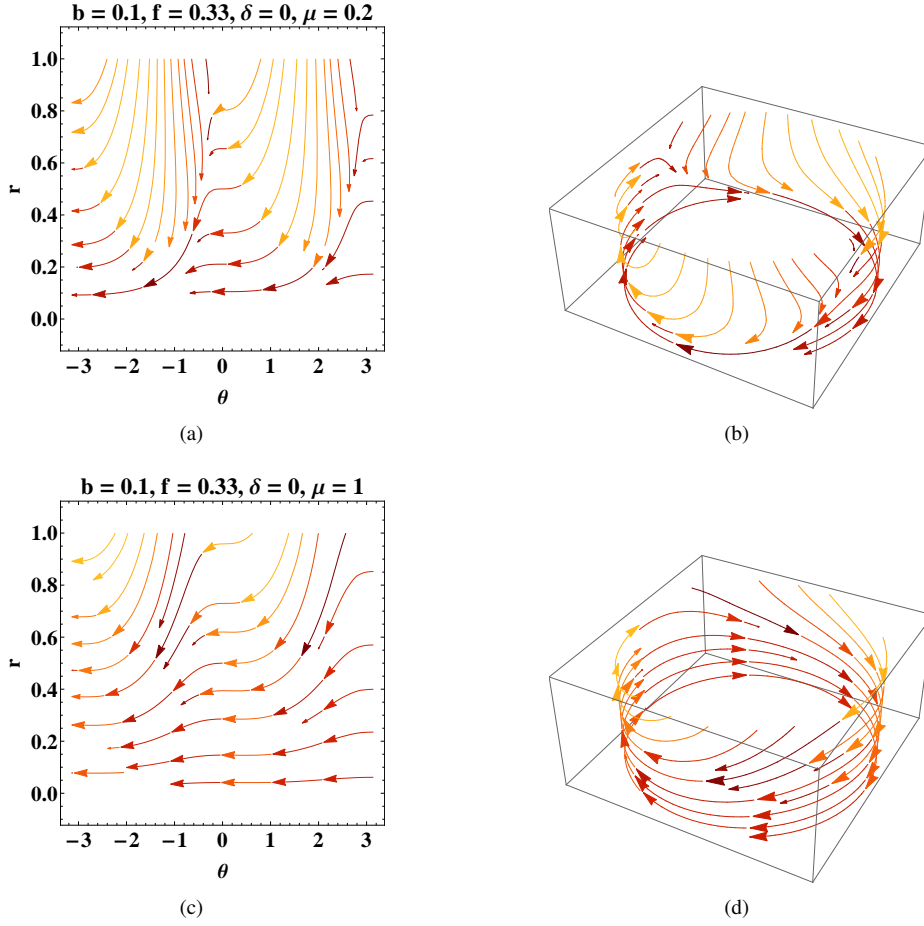 b = 0.1, f = 0.33, δ = 0, μ = 0.2
1.0
0.8
0.6
0.4
0.2
0.0
r
−3 −2 −1 0 1 2 3
θ
(a)
(b)
b = 0.1, f = 0.33, δ = 0, μ = 1
1.0
0.8
0.6
0.4
0.2
0.0
r
−3 −2 −1 0 1 2 3
θ
(c)
(d)